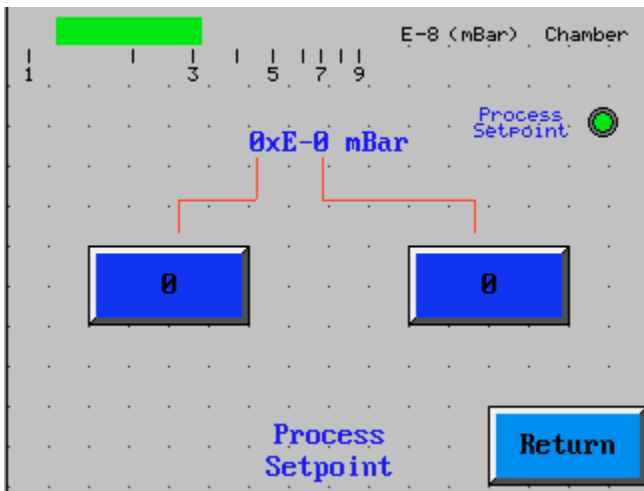 E-8 (mBar) Chamber
1 3 5 7 9
Process
Setpoint
0xE-0 mBar
0 0
Process
Setpoint
Return